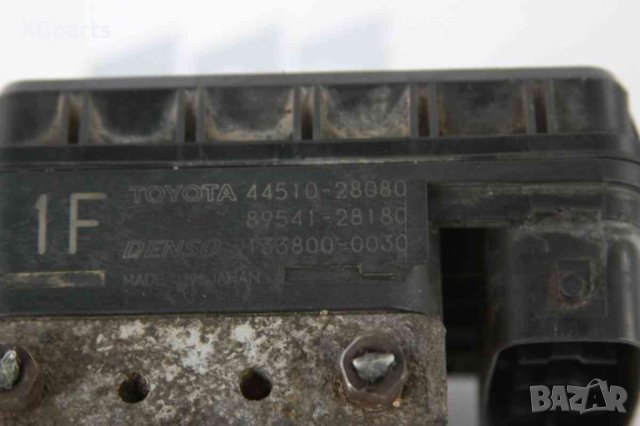 XGparts
1F
TOYOTA 44510-28080
89541-28180
DENSO 133800-0030
MADE IN JAPAN
BAZAR